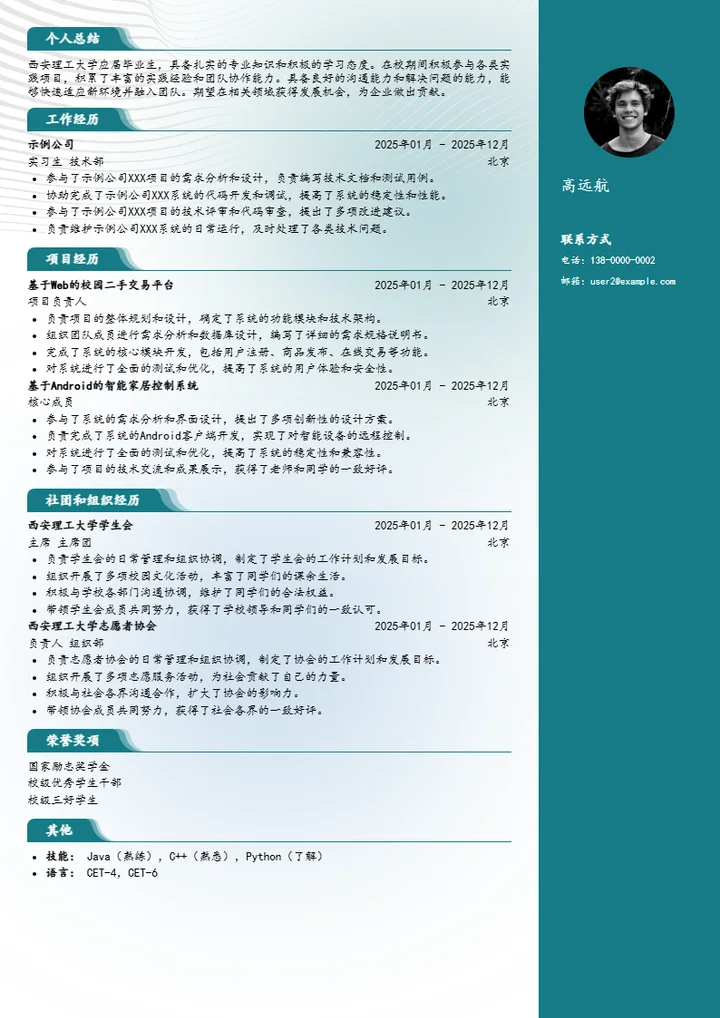 个人总结
西安理工大学应届毕业生，具备扎实的专业知识和积极的学习态度。在校期间积极参与各类实
践项目，积累了丰富的实践经验和团队协作能力。具备良好的沟通能力和解决问题的能力，能
够快速适应新环境并融入团队。期望在相关领域获得发展机会，为企业做出贡献。
工作经历
示例公司 2025年01月 - 2025年12月
实习生 技术部 北京
• 参与了示例公司XXX项目的需求分析和设计，负责编写技术文档和测试用例。
• 协助完成了示例公司XXX系统的代码开发和调试，提高了系统的稳定性和性能。
• 参与了示例公司XXX项目的技术评审和代码审查，提出了多项改进建议。
• 负责维护示例公司XXX系统的日常运行，及时处理了各类技术问题。
项目经历
基于Web的校园二手交易平台 2025年01月 - 2025年12月
项目负责人 北京
• 负责项目的整体规划和设计，确定了系统的功能模块和技术架构。
• 组织团队成员进行需求分析和数据库设计，编写了详细的需求规格说明书。
• 完成了系统的核心模块开发，包括用户注册、商品发布、在线交易等功能。
• 对系统进行了全面的测试和优化，提高了系统的用户体验和安全性。
基于Android的智能家居控制系统 2025年01月 - 2025年12月
核心成员 北京
• 参与了系统的需求分析和界面设计，提出了多项创新性的设计方案。
• 负责完成了系统的Android客户端开发，实现了对智能设备的远程控制。
• 对系统进行了全面的测试和优化，提高了系统的稳定性和兼容性。
• 参与了项目的技术交流和成果展示，获得了老师和同学的一致好评。
社团和组织经历
西安理工大学学生会 2025年01月 - 2025年12月
主席 主席团 北京
• 负责学生会的日常管理和组织协调，制定了学生会的工作计划和发展目标。
• 组织开展了多项校园文化活动，丰富了同学们的课余生活。
• 积极与学校各部门沟通协调，维护了同学们的合法权益。
• 带领学生会成员共同努力，获得了学校领导和同学们的一致认可。
西安理工大学志愿者协会 2025年01月 - 2025年12月
负责人 组织部 北京
• 负责志愿者协会的日常管理和组织协调，制定了协会的工作计划和发展目标。
• 组织开展了多项志愿服务活动，为社会贡献了自己的力量。
• 积极与社会各界沟通合作，扩大了协会的影响力。
• 带领协会成员共同努力，获得了社会各界的一致好评。
荣誉奖项
国家励志奖学金
校级优秀学生干部
校级三好学生
其他
• 技能： Java（熟练）, C++（熟悉）, Python（了解）
• 语言： CET-4, CET-6
高远航
联系方式
电话: 138-0000-0002
邮箱: user2@example.com